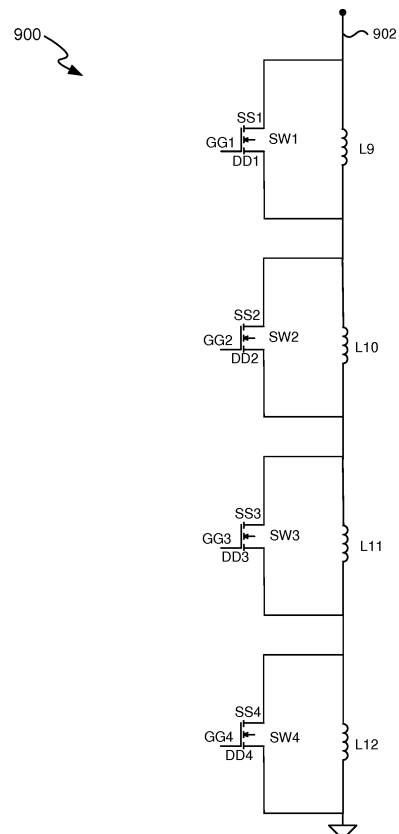 900
902
SS1
GG1
SW1
DD1
L9
SS2
GG2
SW2
DD2
L10
SS3
GG3
SW3
DD3
L11
SS4
GG4
SW4
DD4
L12